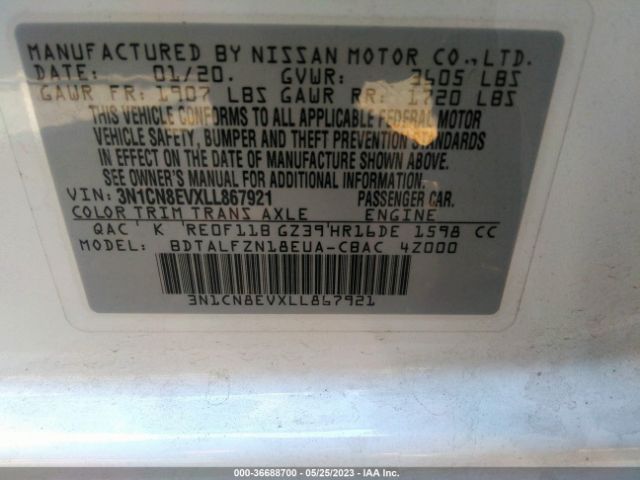 MANUFACTURED BY NISSAN MOTOR CO., LTD.
DATE: 01/20. GVWR: 3605 LBS
GAWR FR: 1907 LBS GAWR RR: 1720 LBS
THIS VEHICLE CONFORMS TO ALL APPLICABLE FEDERAL MOTOR
VEHICLE SAFETY, BUMPER AND THEFT PREVENTION STANDARDS
IN EFFECT ON THE DATE OF MANUFACTURE SHOWN ABOVE.
SEE OWNER'S MANUAL FOR ADDITIONAL INFORMATION.
VIN: 3N1CN8EVXLL867921 PASSENGER CAR.
COLOR TRIM TRANS AXLE ENGINE
QAC K RE0F11B GZ39 HR16DE 1598 CC
MODEL: BDTALFZN18EUA-CBAC 4Z000
3N1CN8EVXLL867921
000-36688700 - 05/25/2023 - IAA Inc.